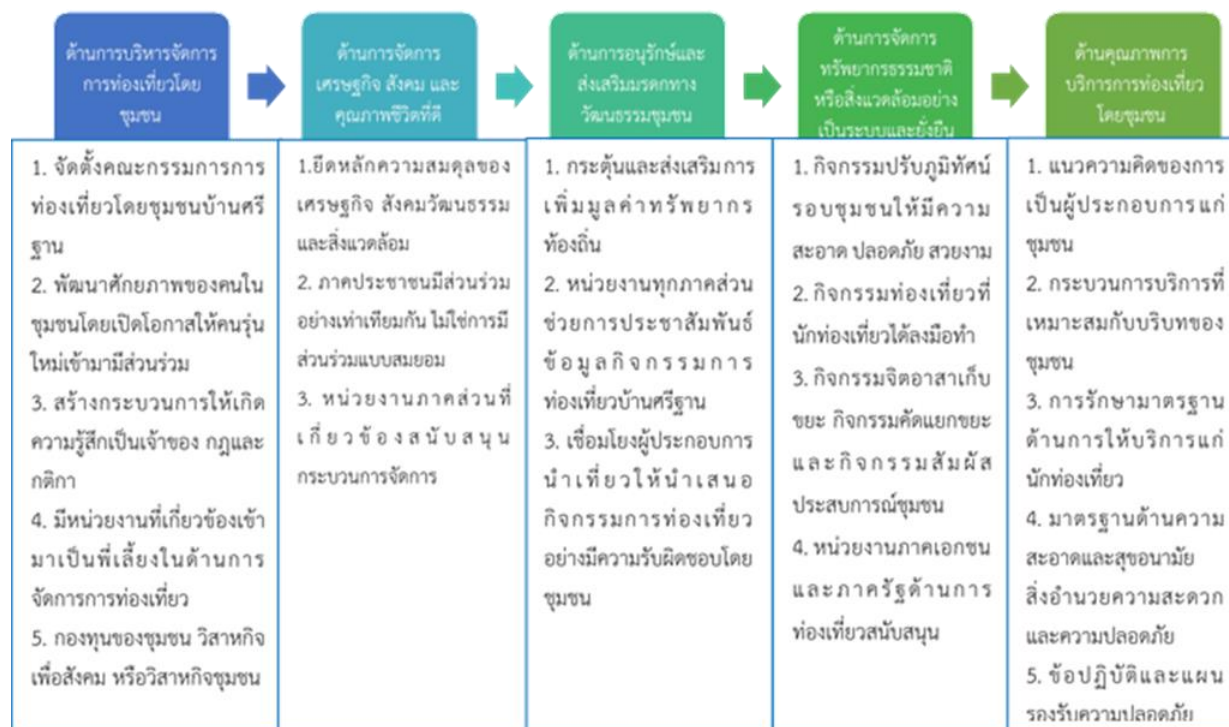 ด้านการบริหารจัดการ
การท่องเที่ยวโดย
ชุมชน
ด้านการจัดการ
เศรษฐกิจ สังคม และ
คุณภาพชีวิตที่ดี
ด้านการอนุรักษ์และ
ส่งเสริมมรดกทาง
วัฒนธรรมชุมชน
ด้านการจัดการ
ทรัพยากรธรรมชาติ
หรือสิ่งแวดล้อมอย่าง
เป็นระบบและยั่งยืน
ด้านคุณภาพการ
บริการการท่องเที่ยว
โดยชุมชน
1. จัดตั้งคณะกรรมการการ
ท่องเที่ยวโดยชุมชนบ้านศรี
ฐาน
2. พัฒนาศักยภาพของคนใน
ชุมชนโดยเปิดโอกาสให้คนรุ่น
ใหม่เข้ามามีส่วนร่วม
3. สร้างกระบวนการให้เกิด
ความรู้สึกเป็นเจ้าของ กฎและ
กติกา
4. มีหน่วยงานที่เกี่ยวข้องเข้า
มาเป็นพี่เลี้ยงในด้านการ
จัดการการท่องเที่ยว
5. กองทุนของชุมชน วิสาหกิจ
เพื่อสังคม หรือวิสาหกิจชุมชน
1.ยึดหลักความสมดุลของ
เศรษฐกิจ สังคมวัฒนธรรม
และสิ่งแวดล้อม
2. ภาคประชาชนมีส่วนร่วม
อย่างเท่าเทียมกัน ไม่ใช่การมี
ส่วนร่วมแบบสมยอม
3. หน่วยงานภาคส่วนที่
เกี่ยวข้องสนับสนุน
กระบวนการจัดการ
1. กระตุ้นและส่งเสริมการ
เพิ่มมูลค่าทรัพยากร
ท้องถิ่น
2. หน่วยงานทุกภาคส่วน
ช่วยการประชาสัมพันธ์
ข้อมูลกิจกรรมการ
ท่องเที่ยวบ้านศรีฐาน
3. เชื่อมโยงผู้ประกอบการ
นำเที่ยวให้นำเสนอ
กิจกรรมการท่องเที่ยว
อย่างมีความรับผิดชอบโดย
ชุมชน
1. กิจกรรมปรับภูมิทัศน์
รอบชุมชนให้มีความ
สะอาด ปลอดภัย สวยงาม
2. กิจกรรมท่องเที่ยวที่
นักท่องเที่ยวได้ลงมือทำ
3. กิจกรรมจิตอาสาเก็บ
ขยะ กิจกรรมคัดแยกขยะ
และกิจกรรมสัมผัส
ประสบการณ์ชุมชน
4. หน่วยงานภาคเอกชน
และภาครัฐด้านการ
ท่องเที่ยวสนับสนุน
1. แนวความคิดของการ
เป็นผู้ประกอบการแก่
ชุมชน
2. กระบวนการบริการที่
เหมาะสมกับบริบทของ
ชุมชน
3. การรักษามาตรฐาน
ด้านการให้บริการแก่
นักท่องเที่ยว
4. มาตรฐานด้านความ
สะอาดและสุขอนามัย
สิ่งอำนวยความสะดวก
และความปลอดภัย
5. ข้อปฏิบัติและแผน
รองรับความปลอดภัย